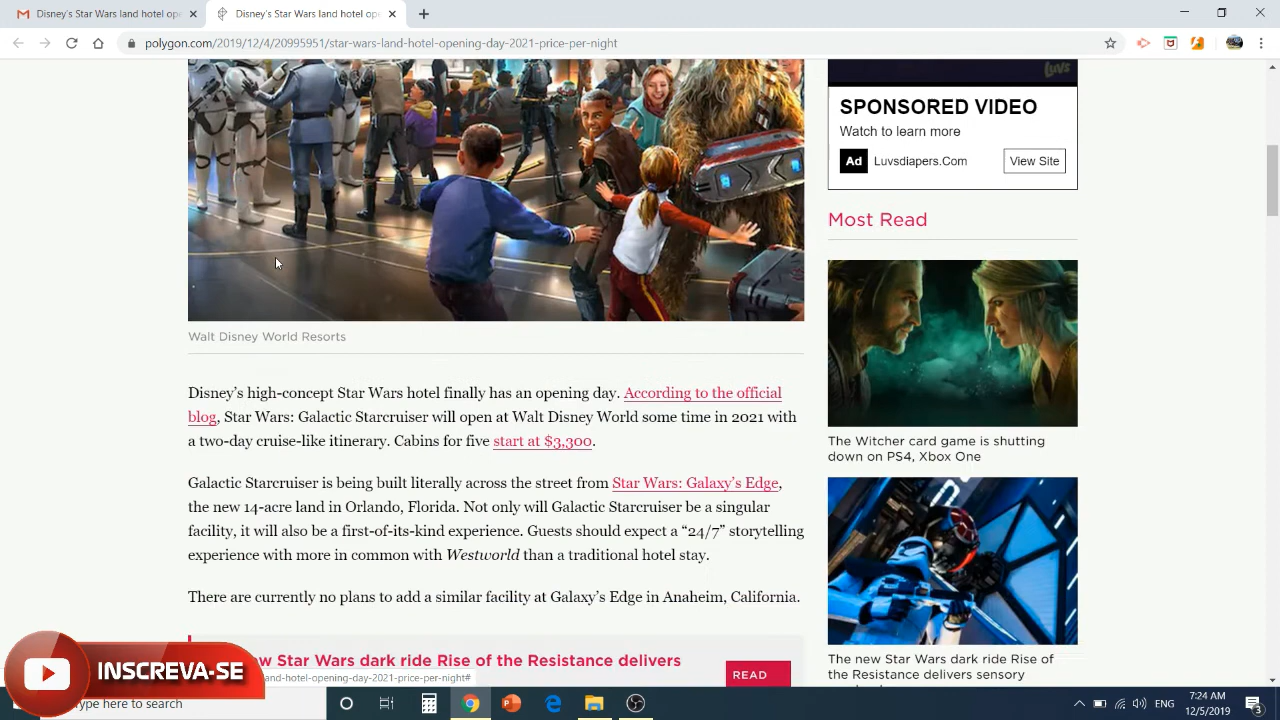 Disney's Star Wars land hotel op
Disney's Star Wars land hotel ope
polygon.com/2019/12/4/20995951/star-wars-land-hotel-opening-day-2021-price-per-night
Luvs
SPONSORED VIDEO
Watch to learn more
Ad Luvsdiapers.Com View Site
Most Read
The Witcher card game is shutting
down on PS4, Xbox One
The new Star Wars dark ride Rise of
the Resistance delivers sensory
Walt Disney World Resorts
Disney's high-concept Star Wars hotel finally has an opening day. According to the official
blog, Star Wars: Galactic Starcruiser will open at Walt Disney World some time in 2021 with
a two-day cruise-like itinerary. Cabins for five start at $3,300.
Galactic Starcruiser is being built literally across the street from Star Wars: Galaxy's Edge,
the new 14-acre land in Orlando, Florida. Not only will Galactic Starcruiser be a singular
facility, it will also be a first-of-its-kind experience. Guests should expect a “24/7” storytelling
experience with more in common with Westworld than a traditional hotel stay.
There are currently no plans to add a similar facility at Galaxy's Edge in Anaheim, California.
Star Wars dark ride Rise of the Resistance delivers
READ
and-hotel-opening-day-2021-price-per-night#
INSCREVA-SE
ype here to search
ENG
7:24 AM
12/5/2019
3